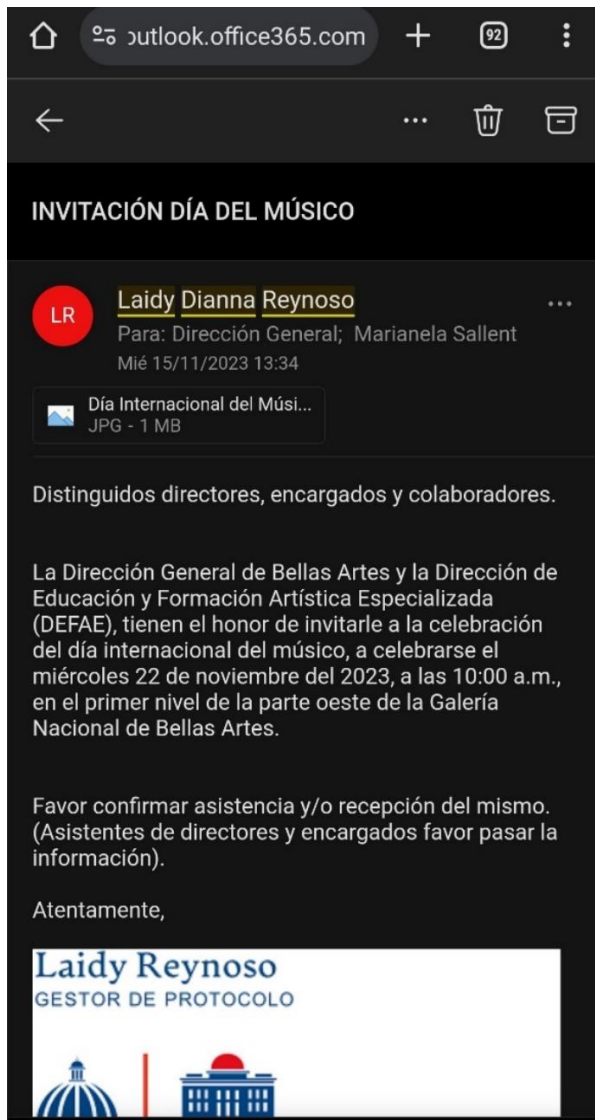 outlook.office365.com
92
INVITACIÓN DÍA DEL MÚSICO
LR
Laidy Dianna Reynoso
Para: Dirección General; Marianela Sallent
Mié 15/11/2023 13:34
Día Internacional del Músi...
JPG - 1 MB
Distinguidos directores, encargados y colaboradores.
La Dirección General de Bellas Artes y la Dirección de
Educación y Formación Artística Especializada
(DEFAE), tienen el honor de invitarle a la celebración
del día internacional del músico, a celebrarse el
miércoles 22 de noviembre del 2023, a las 10:00 a.m.,
en el primer nivel de la parte oeste de la Galería
Nacional de Bellas Artes.
Favor confirmar asistencia y/o recepción del mismo.
(Asistentes de directores y encargados favor pasar la
información).
Atentamente,
Laidy Reynoso
GESTOR DE PROTOCOLO